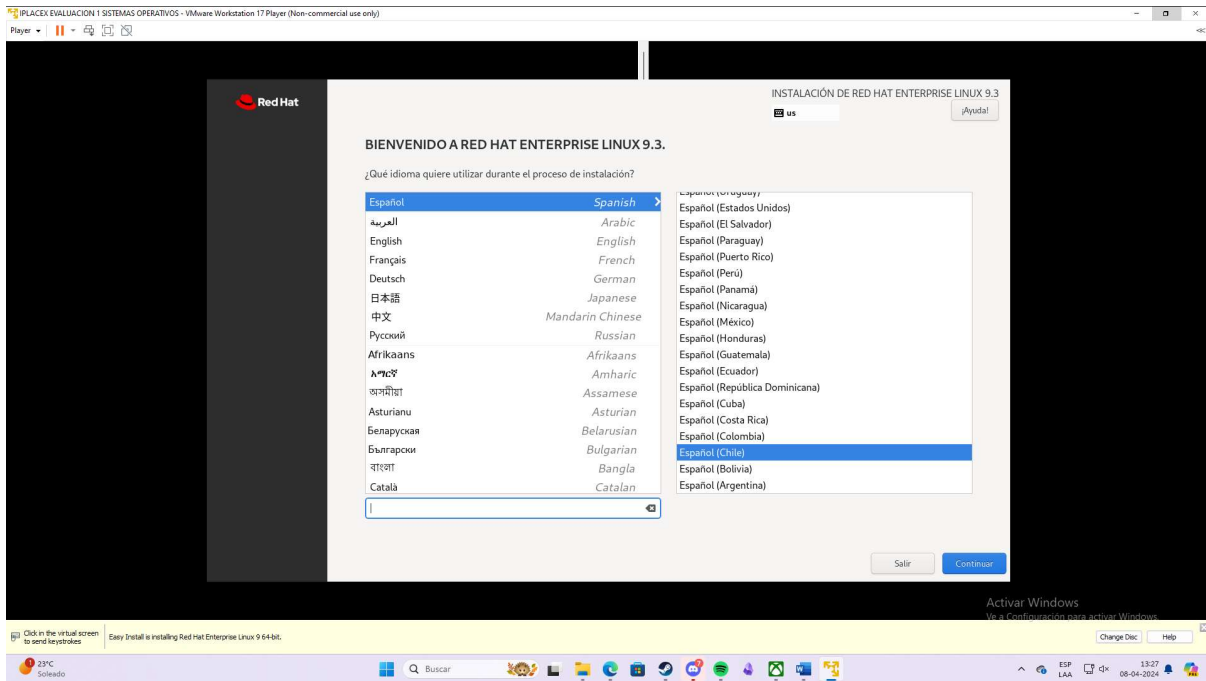 IPLACEX EVALUACION 1 SISTEMAS OPERATIVOS - VMware Workstation 17 Player (Non-commercial use only)
Player
Red Hat
INSTALACIÓN DE RED HAT ENTERPRISE LINUX 9.3
us
¡Ayuda!
BIENVENIDO A RED HAT ENTERPRISE LINUX 9.3.
¿Qué idioma quiere utilizar durante el proceso de instalación?
Español Spanish
العربية Arabic
English English
Français French
Deutsch German
日本語 Japanese
中文 Mandarin Chinese
Русский Russian
Afrikaans Afrikaans
አማርኛ Amharic
অসমীয়া Assamese
Asturianu Asturian
Беларуская Belarusian
Български Bulgarian
বাংলা Bangla
Català Catalan
Español (Uruguay)
Español (Estados Unidos)
Español (El Salvador)
Español (Paraguay)
Español (Puerto Rico)
Español (Perú)
Español (Panamá)
Español (Nicaragua)
Español (México)
Español (Honduras)
Español (Guatemala)
Español (Ecuador)
Español (República Dominicana)
Español (Cuba)
Español (Costa Rica)
Español (Colombia)
Español (Chile)
Español (Bolivia)
Español (Argentina)
Salir
Continuar
Activar Windows
Ve a Configuración para activar Windows.
Click in the virtual screen
to send keystrokes
Easy Install is installing Red Hat Enterprise Linux 9 64-bit.
Change Disc
Help
1
23°C
Soleado
Buscar
ESP
LAA
13:27
08-04-2024